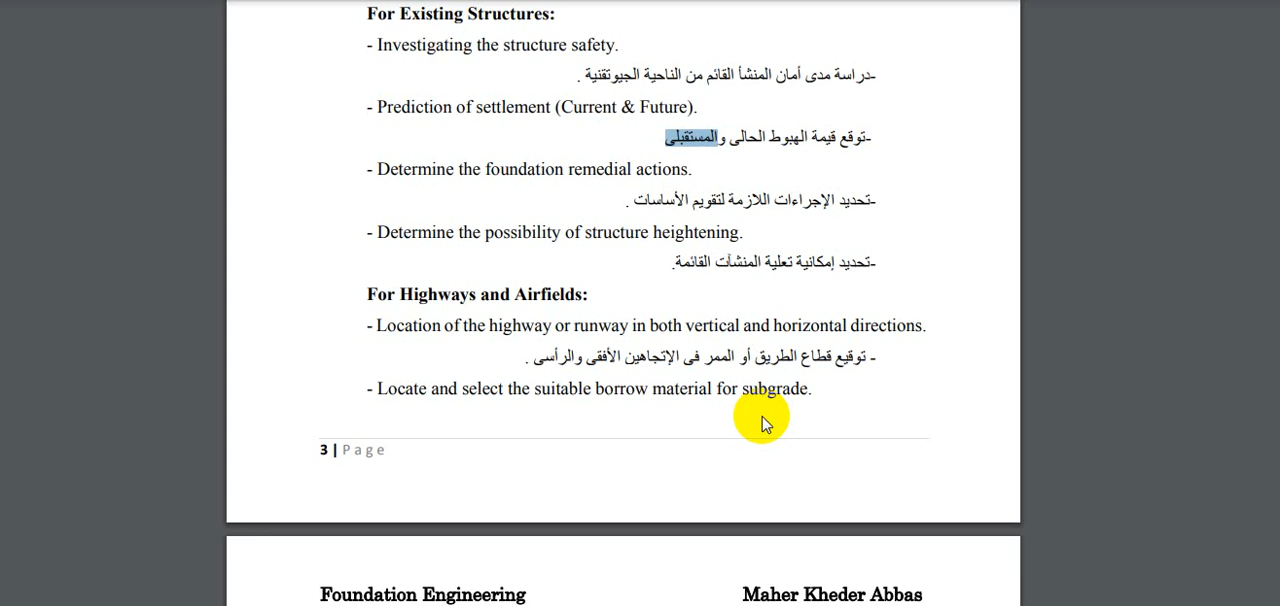 For Existing Structures:
- Investigating the structure safety.
-دراسة مدى أمان المنشأ القائم من الناحية الجيوتقنية .
- Prediction of settlement (Current & Future).
-توقع قيمة الهبوط الحالى والمستقبلى
- Determine the foundation remedial actions.
-تحديد الإجراءات اللازمة لتقويم الأساسات .
- Determine the possibility of structure heightening.
-تحديد إمكانية تعلية المنشآت القائمة.
For Highways and Airfields:
- Location of the highway or runway in both vertical and horizontal directions.
- توقيع قطاع الطريق أو الممر فى الإتجاهين الأفقى والرأسى .
- Locate and select the suitable borrow material for subgrade.
3 | Page
Foundation Engineering Maher Kheder Abbas